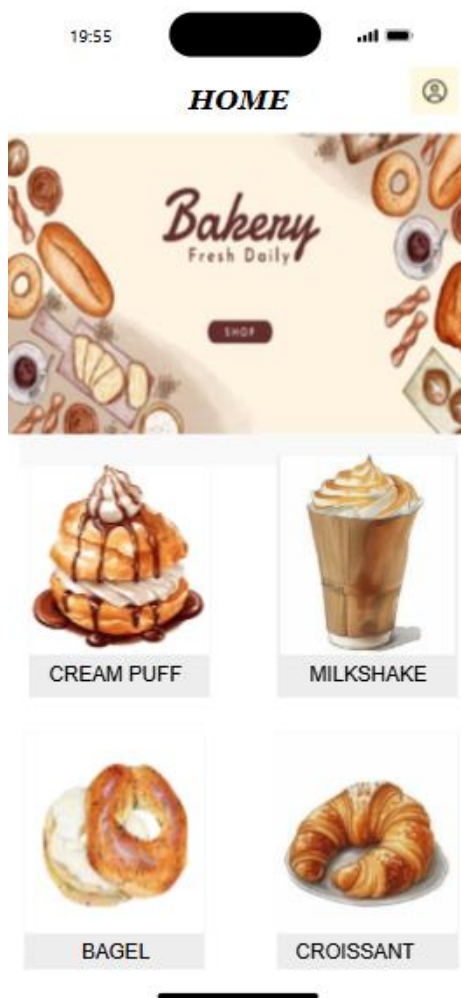 19:55
HOME
Bakery
Fresh Daily
SHOP
CREAM PUFF
MILKSHAKE
BAGEL
CROISSANT